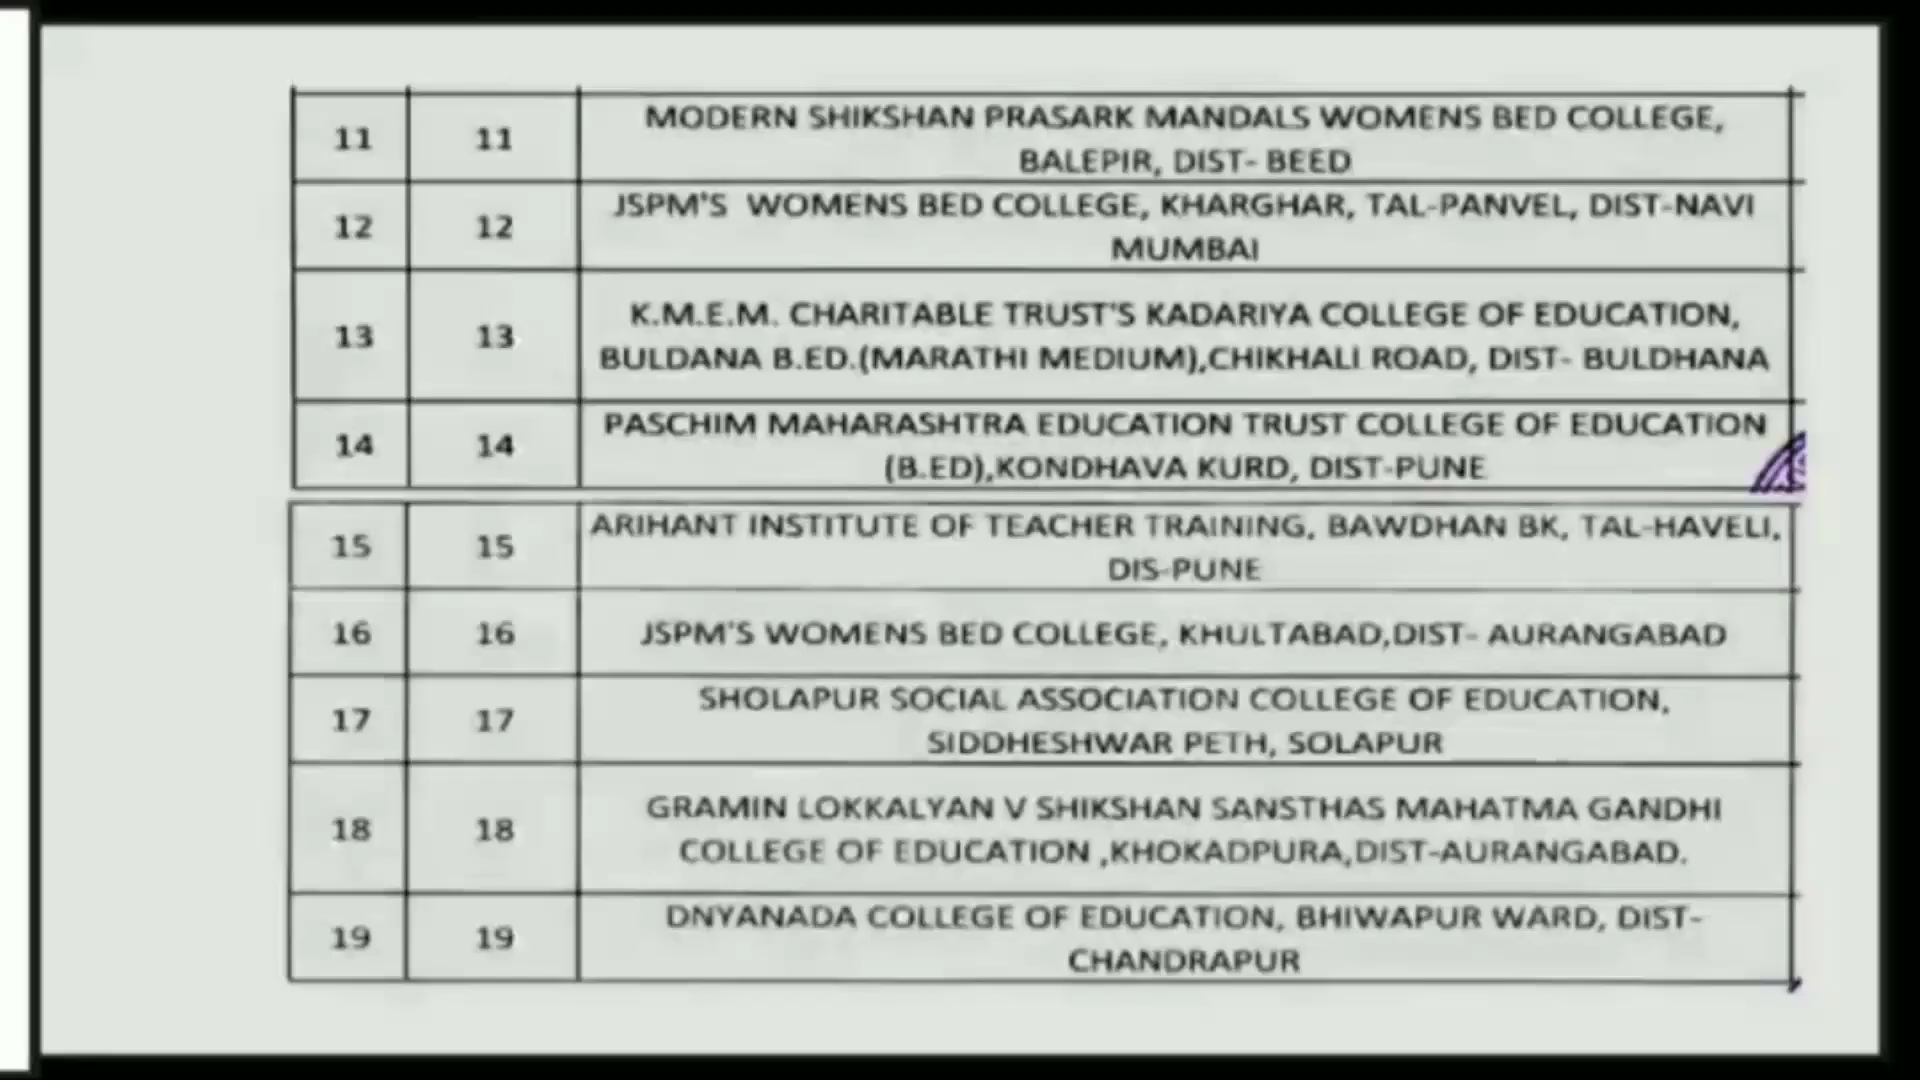 11 11 MODERN SHIKSHAN PRASARK MANDALS WOMENS BED COLLEGE,
BALEPIR, DIST- BEED
12 12 JSPM'S WOMENS BED COLLEGE, KHARGHAR, TAL-PANVEL, DIST-NAVI
MUMBAI
13 13 K.M.E.M. CHARITABLE TRUST'S KADARIYA COLLEGE OF EDUCATION,
BULDANA B.ED.(MARATHI MEDIUM),CHIKHALI ROAD, DIST- BULDHANA
14 14 PASCHIM MAHARASHTRA EDUCATION TRUST COLLEGE OF EDUCATION
(B.ED),KONDHAVA KURD, DIST-PUNE
15 15 ARIHANT INSTITUTE OF TEACHER TRAINING, BAWDHAN BK, TAL-HAVELI,
DIS-PUNE
16 16 JSPM'S WOMENS BED COLLEGE, KHULTABAD,DIST- AURANGABAD
17 17 SHOLAPUR SOCIAL ASSOCIATION COLLEGE OF EDUCATION,
SIDDHESHWAR PETH, SOLAPUR
18 18 GRAMIN LOKKALYAN V SHIKSHAN SANSTHAS MAHATMA GANDHI
COLLEGE OF EDUCATION ,KHOKADPURA,DIST-AURANGABAD.
19 19 DNYANADA COLLEGE OF EDUCATION, BHIWAPUR WARD, DIST-
CHANDRAPUR